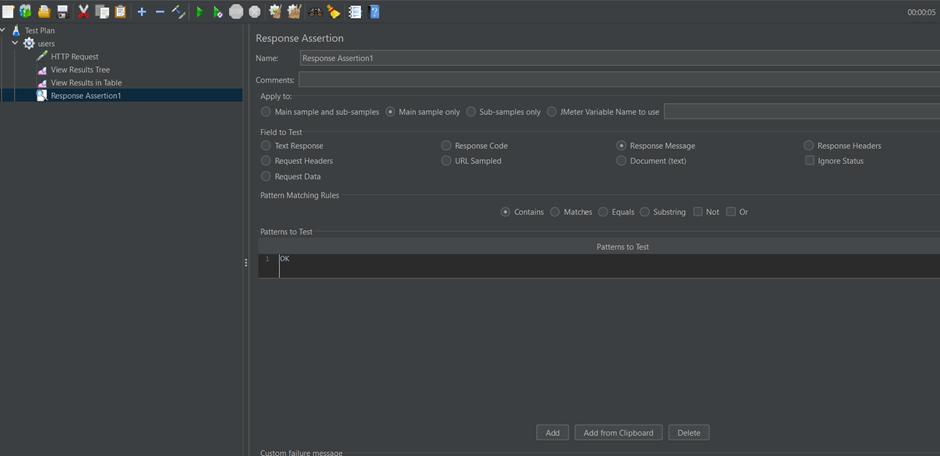 00:00:05
Test Plan
users
HTTP Request
View Results Tree
View Results in Table
Response Assertion1
Response Assertion
Name: Response Assertion1
Comments:
Apply to:
Main sample and sub-samples Main sample only Sub-samples only JMeter Variable Name to use
Field to Test
Text Response Response Code Response Message Response Headers
Request Headers URL Sampled Document (text) Ignore Status
Request Data
Pattern Matching Rules
Contains Matches Equals Substring Not Or
Patterns to Test
Patterns to Test
1 OK
Add Add from Clipboard Delete
Custom failure message